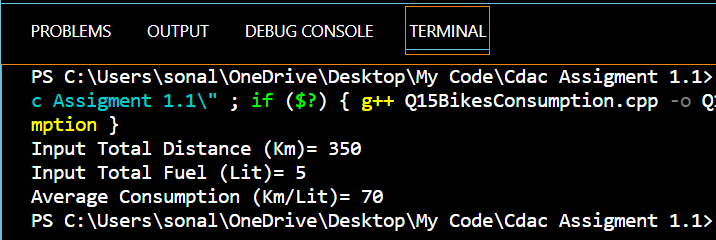 PROBLEMS OUTPUT DEBUG CONSOLE TERMINAL
PS C:\Users\sonal\OneDrive\Desktop\My Code\Cdac Assigment 1.1>
c Assigment 1.1\" ; if ($?) { g++ Q15BikesConsumption.cpp -o Q
mption }
Input Total Distance (Km)= 350
Input Total Fuel (Lit)= 5
Average Consumption (Km/Lit)= 70
PS C:\Users\sonal\OneDrive\Desktop\My Code\Cdac Assigment 1.1>